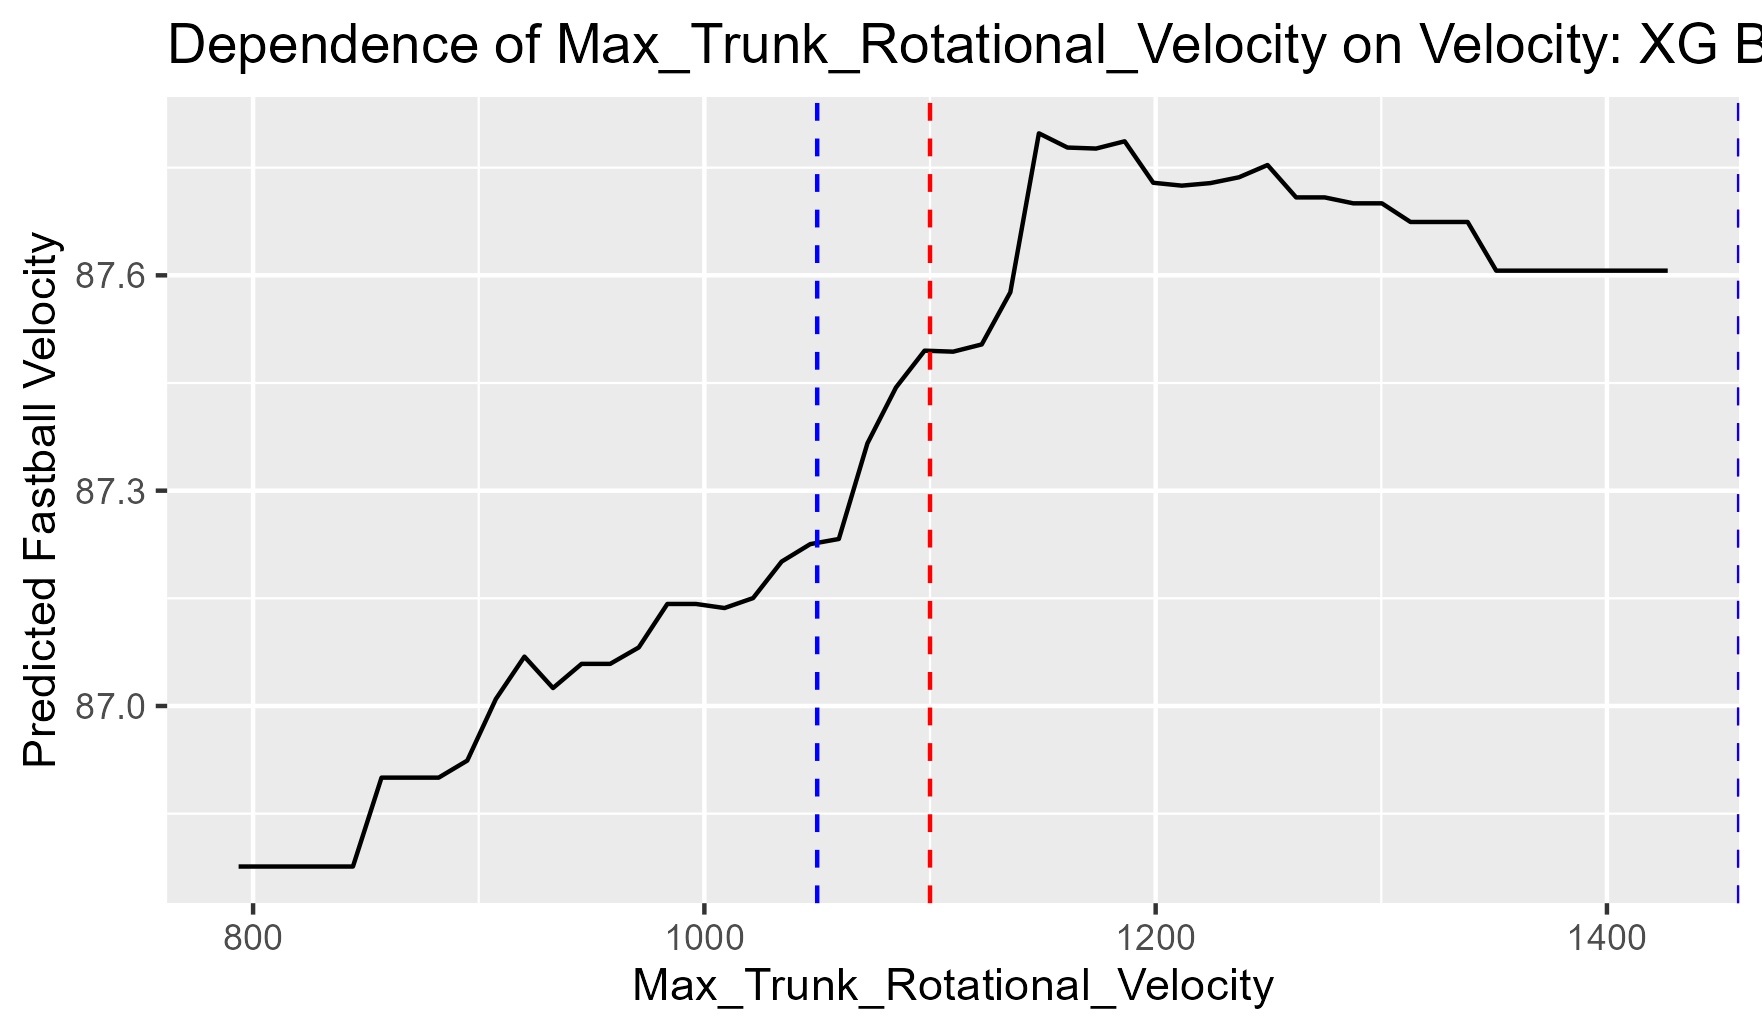 Dependence of Max_Trunk_Rotational_Velocity on Velocity: XG B
Predicted Fastball Velocity
87.6
87.3
87.0
800 1000 1200 1400
Max_Trunk_Rotational_Velocity